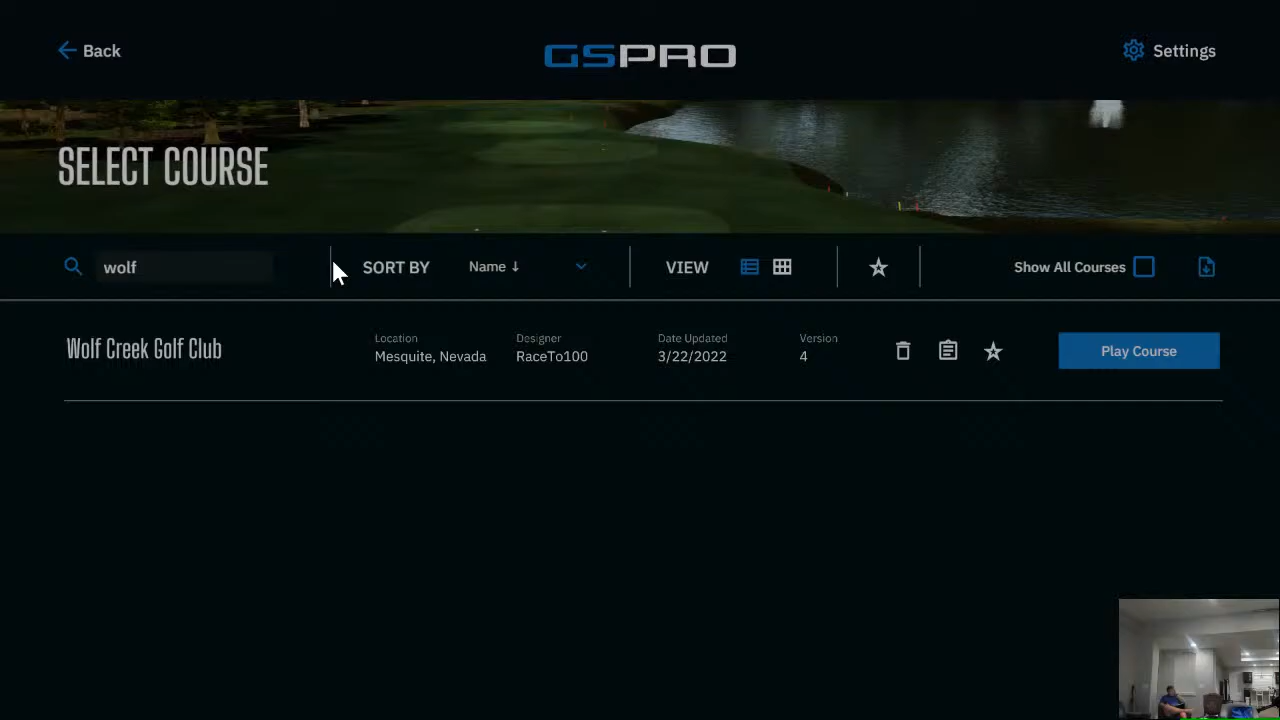 Back
GSPRO
Settings
SELECT COURSE
wolf
SORT BY
Name ↓
VIEW
Show All Courses
Wolf Creek Golf Club
Location
Mesquite, Nevada
Designer
RaceTo100
Date Updated
3/22/2022
Version
4
Play Course